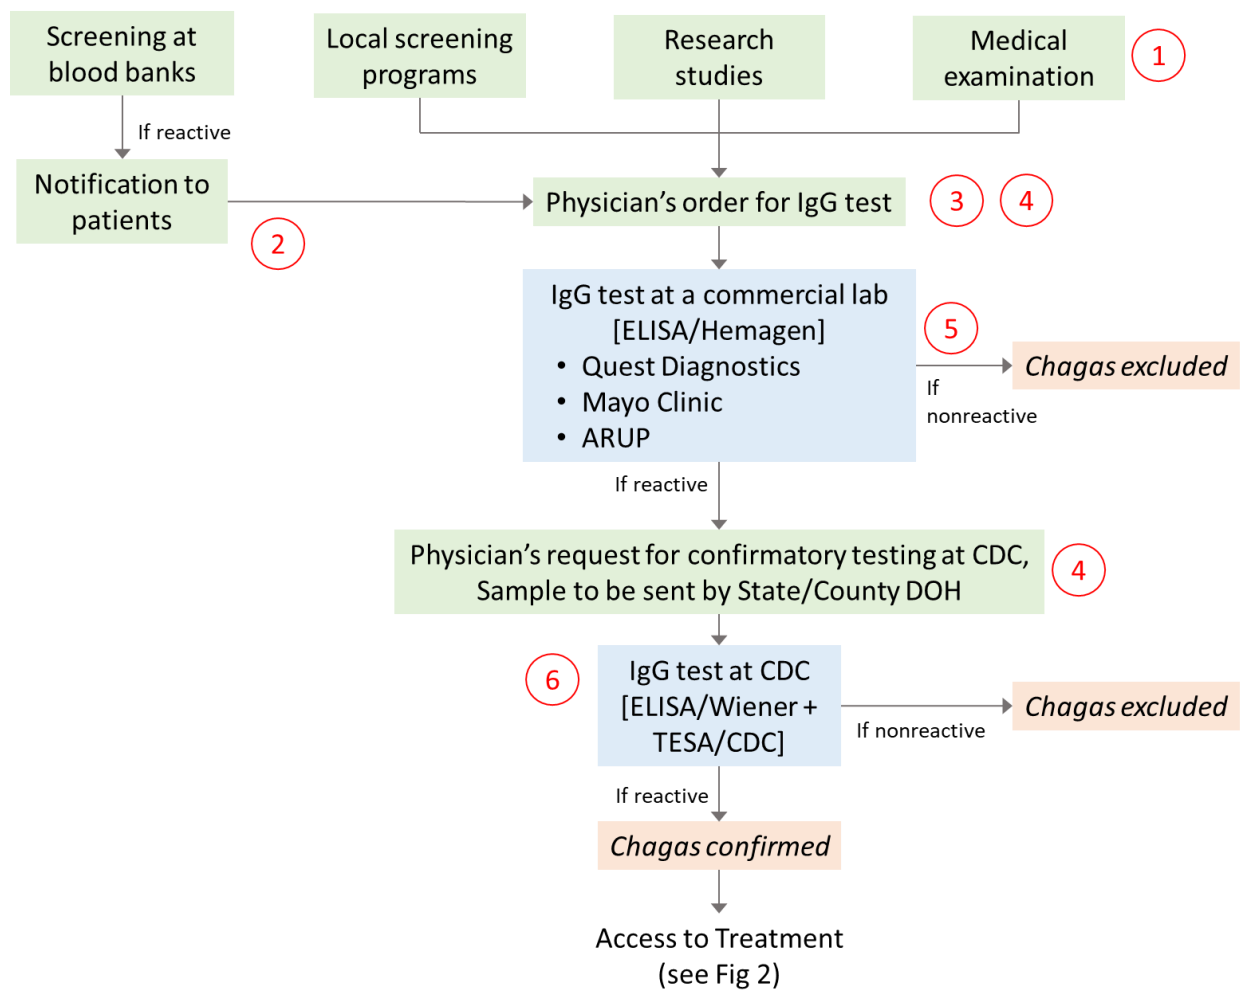 Screening at
blood banks
Local screening
programs
Research
studies
Medical
examination
1
If reactive
Notification to
patients
2
Physician’s order for IgG test
3
4
IgG test at a commercial lab
[ELISA/Hemagen]
• Quest Diagnostics
• Mayo Clinic
• ARUP
5
If
nonreactive
Chagas excluded
If reactive
Physician’s request for confirmatory testing at CDC,
Sample to be sent by State/County DOH
4
6
IgG test at CDC
[ELISA/Wiener +
TESA/CDC]
If nonreactive
Chagas excluded
If reactive
Chagas confirmed
Access to Treatment
(see Fig 2)